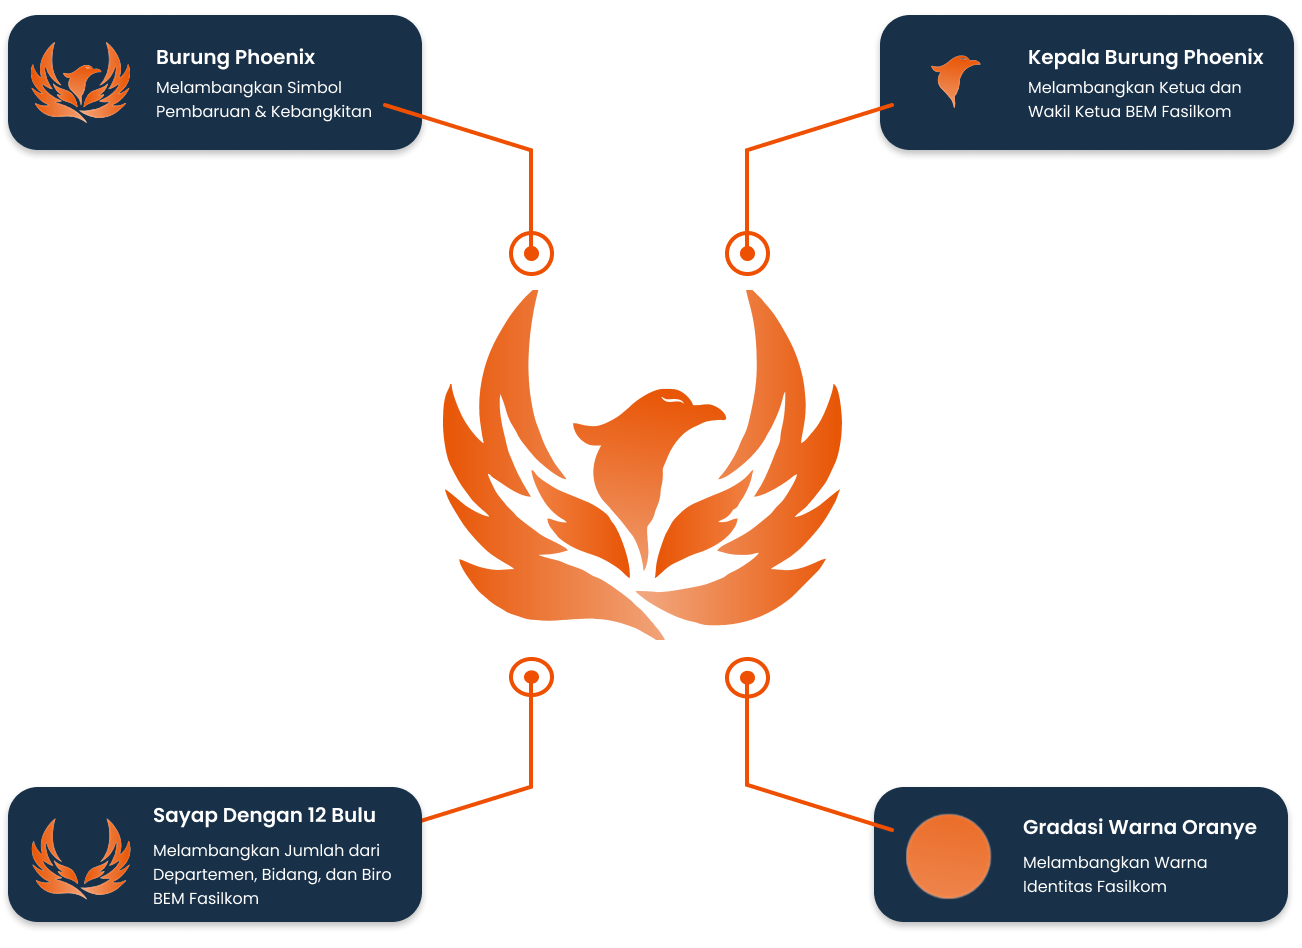 Burung Phoenix
Melambangkan Simbol
Pembaruan & Kebangkitan
Kepala Burung Phoenix
Melambangkan Ketua dan
Wakil Ketua BEM Fasilkom
Sayap Dengan 12 Bulu
Melambangkan Jumlah dari
Departemen, Bidang, dan Biro
BEM Fasilkom
Gradasi Warna Oranye
Melambangkan Warna
Identitas Fasilkom